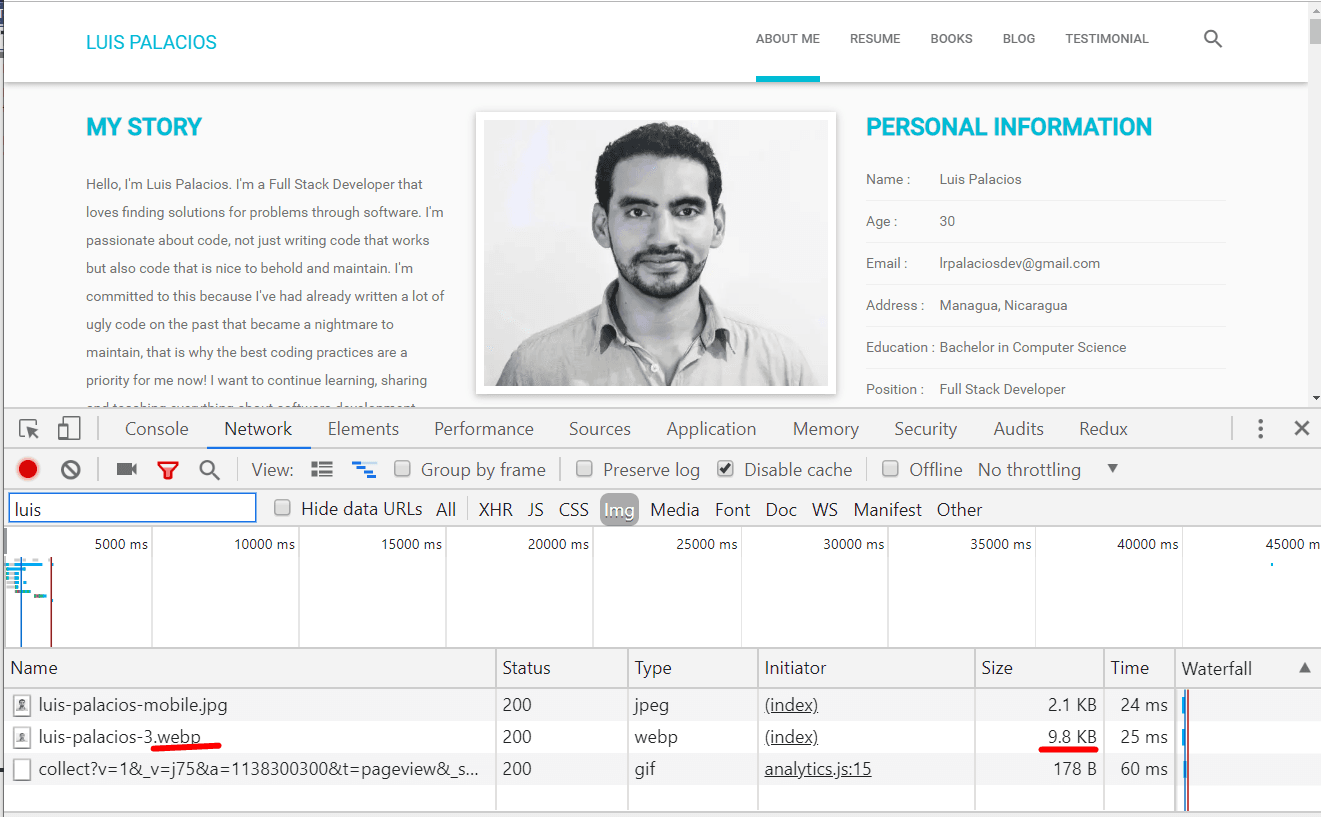 LUIS PALACIOS
ABOUT ME RESUME BOOKS BLOG TESTIMONIAL
MY STORY
Hello, I'm Luis Palacios. I'm a Full Stack Developer that
loves finding solutions for problems through software. I'm
passionate about code, not just writing code that works
but also code that is nice to behold and maintain. I'm
committed to this because I've had already written a lot of
ugly code on the past that became a nightmare to
maintain, that is why the best coding practices are a
priority for me now! I want to continue learning, sharing
and teaching everything about software development
PERSONAL INFORMATION
Name : Luis Palacios
Age : 30
Email : lrpalaciosdev@gmail.com
Address : Managua, Nicaragua
Education : Bachelor in Computer Science
Position : Full Stack Developer
Console Network Elements Performance Sources Application Memory Security Audits Redux
View: Group by frame Preserve log Disable cache Offline No throttling
luis Hide data URLs All XHR JS CSS Img Media Font Doc WS Manifest Other
5000 ms 10000 ms 15000 ms 20000 ms 25000 ms 30000 ms 35000 ms 40000 ms 45000 m
Name Status Type Initiator Size Time Waterfall
luis-palacios-mobile.jpg 200 jpeg (index) 2.1 KB 24 ms
luis-palacios-3.webp 200 webp (index) 9.8 KB 25 ms
collect?v=1&_v=j75&a=1138300300&t=pageview&_s... 200 gif analytics.js:15 178 B 60 ms